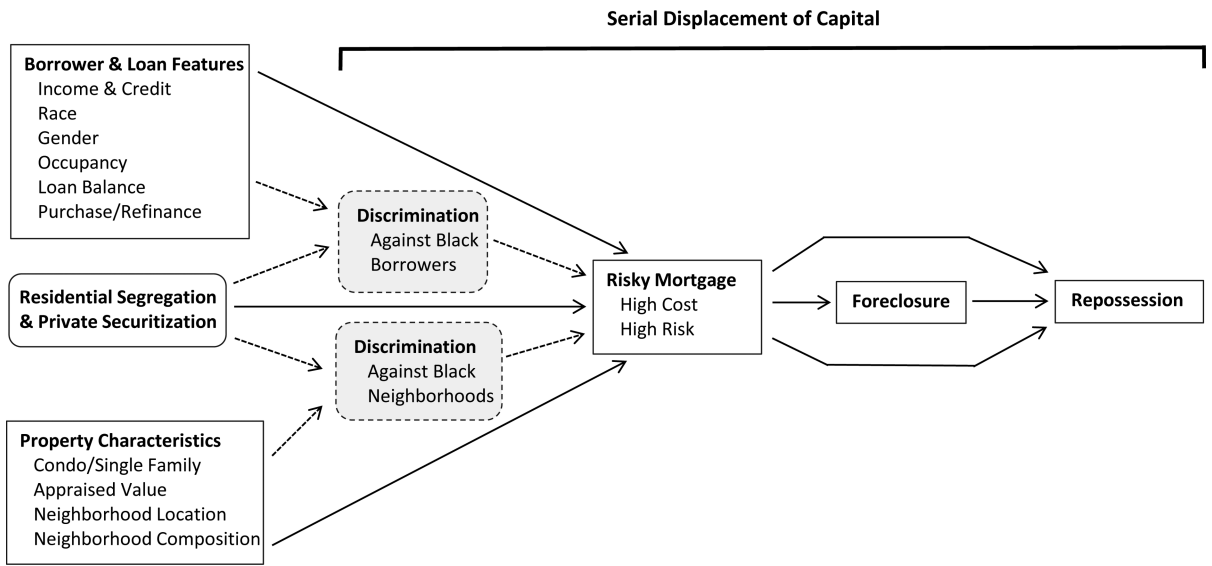 Serial Displacement of Capital
Borrower & Loan Features
Income & Credit
Race
Gender
Occupancy
Loan Balance
Purchase/Refinance
Discrimination
Against Black
Borrowers
Residential Segregation
& Private Securitization
Discrimination
Against Black
Neighborhoods
Property Characteristics
Condo/Single Family
Appraised Value
Neighborhood Location
Neighborhood Composition
Risky Mortgage
High Cost
High Risk
Foreclosure
Repossession